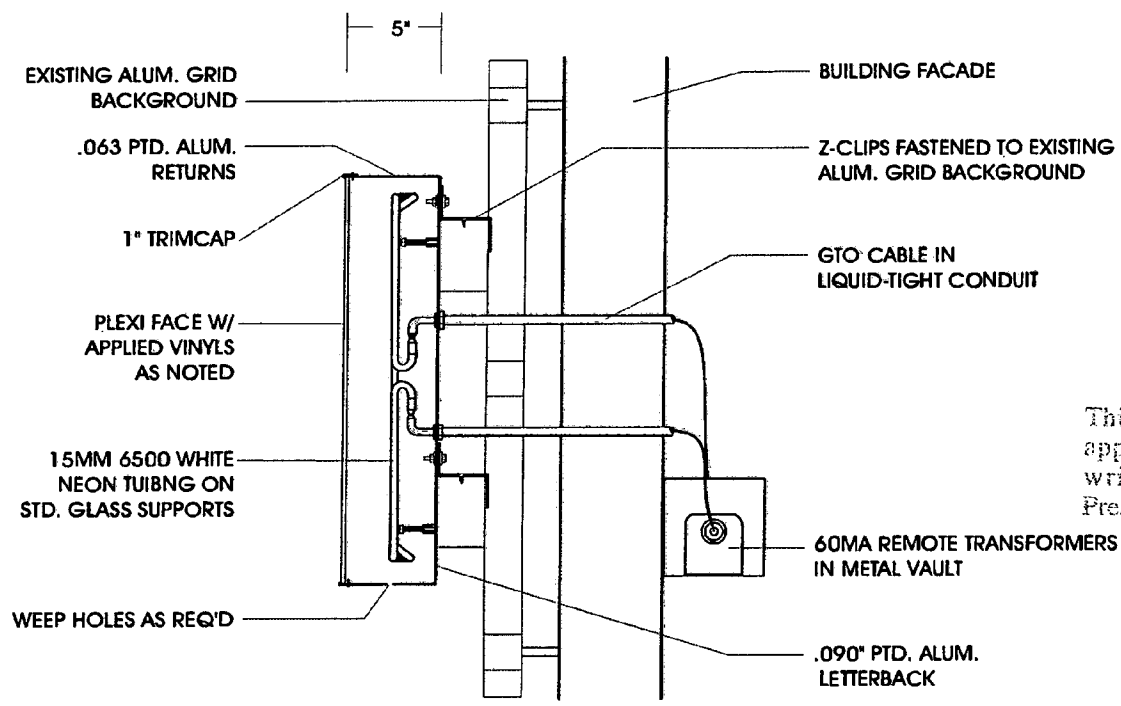 5"
EXISTING ALUM. GRID
BACKGROUND
.063 PTD. ALUM.
RETURNS
1" TRIMCAP
PLEXI FACE W/
APPLIED VINYLS
AS NOTED
15MM 6500 WHITE
NEON TUIBNG ON
STD. GLASS SUPPORTS
WEEP HOLES AS REQ'D
BUILDING FACADE
Z-CLIPS FASTENED TO EXISTING
ALUM. GRID BACKGROUND
GTO CABLE IN
LIQUID-TIGHT CONDUIT
60MA REMOTE TRANSFORMERS
IN METAL VAULT
.090" PTD. ALUM.
LETTERBACK